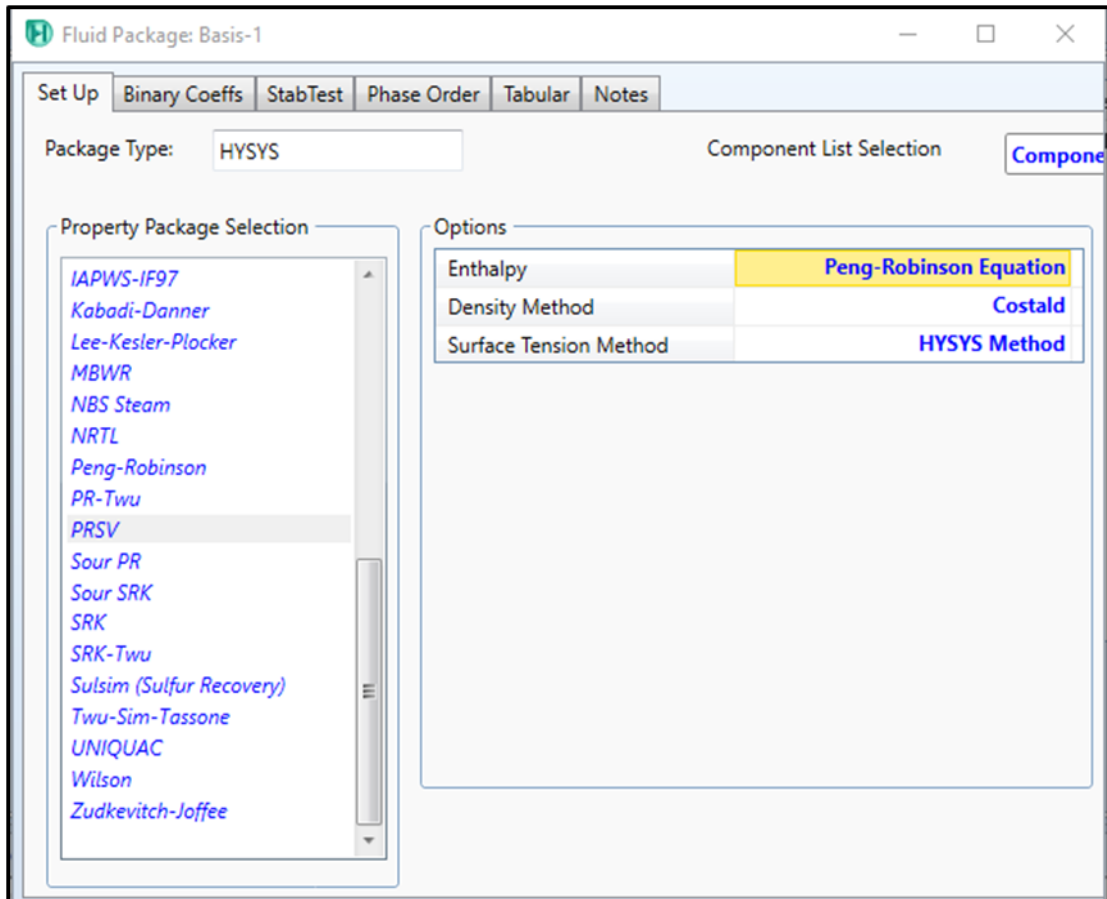 Fluid Package: Basis-1
Set Up Binary Coeffs StabTest Phase Order Tabular Notes
Package Type: HYSYS Component List Selection Compone
Property Package Selection
IAPWS-IF97
Kabadi-Danner
Lee-Kesler-Plocker
MBWR
NBS Steam
NRTL
Peng-Robinson
PR-Twu
PRSV
Sour PR
Sour SRK
SRK
SRK-Twu
Sulsim (Sulfur Recovery)
Twu-Sim-Tassone
UNIQUAC
Wilson
Zudkevitch-Joffee
Options
Enthalpy Peng-Robinson Equation
Density Method Costald
Surface Tension Method HYSYS Method